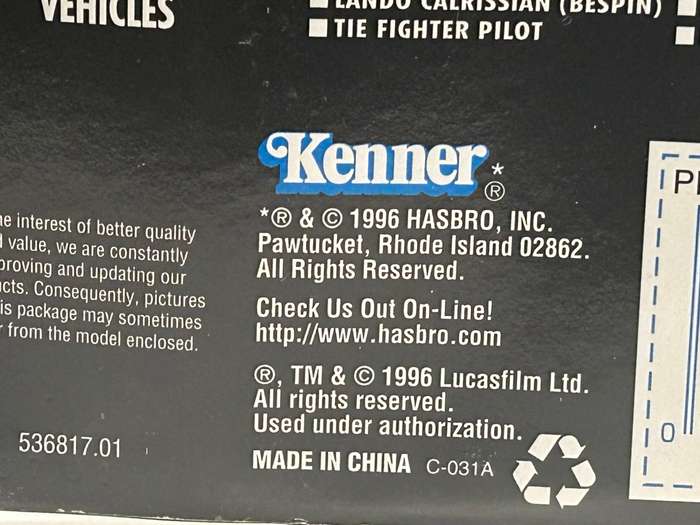 VEHICLES
LANDO CALRISSIAN (BESPIN)
TIE FIGHTER PILOT
Kenner*®
*® & © 1996 HASBRO, INC.
Pawtucket, Rhode Island 02862.
All Rights Reserved.
Check Us Out On-Line!
http://www.hasbro.com
®, TM & © 1996 Lucasfilm Ltd.
All rights reserved.
Used under authorization.
MADE IN CHINA C-031A
interest of better quality
value, we are constantly
and updating our
Consequently, pictures
package may sometimes
from the model enclosed.
536817.01
0